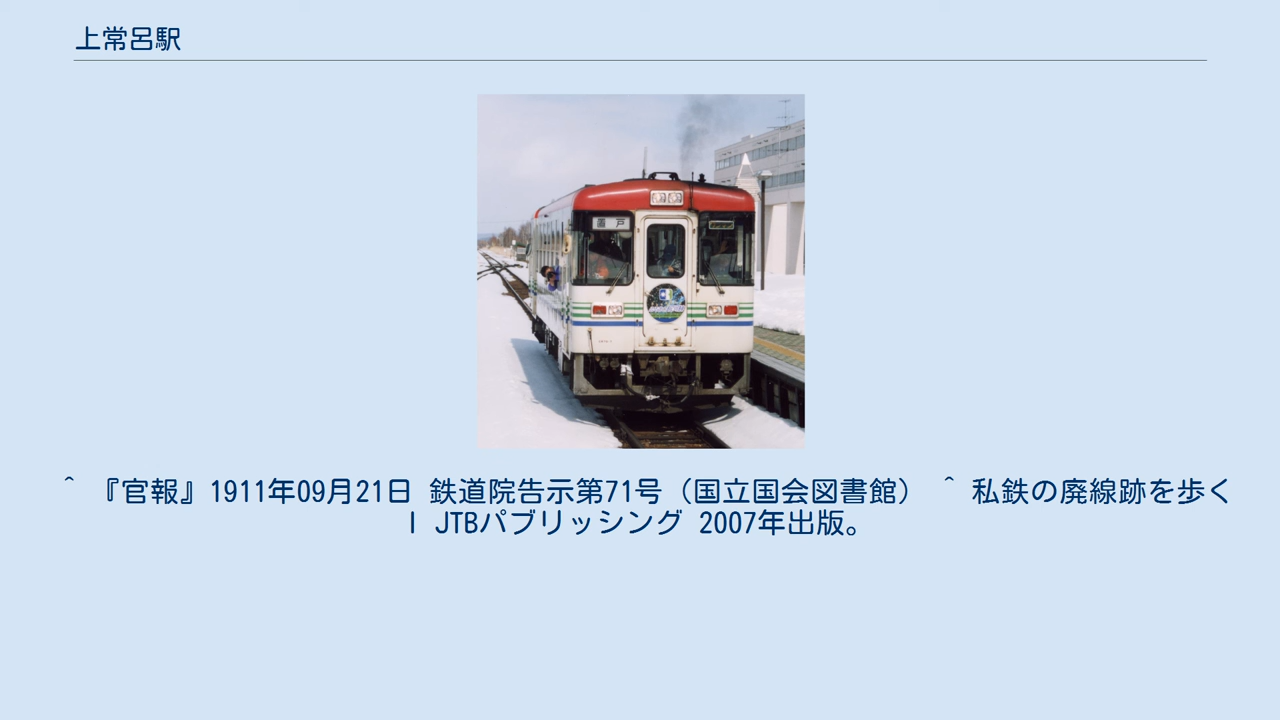 上常呂駅
置戸
^ 『官報』1911年09月21日 鉄道院告示第71号（国立国会図書館） ^ 私鉄の廃線跡を歩く
I JTBパブリッシング 2007年出版。